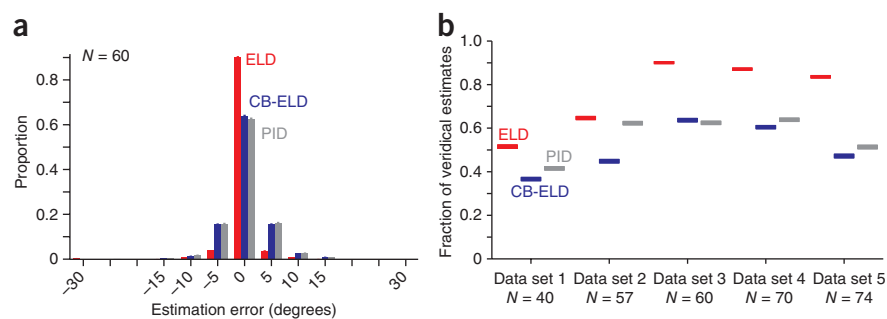 a
N = 60
ELD
CB-ELD
PID
Proportion
0.8
0.6
0.4
0.2
0
–30
–15
–10
–5
0
5
10
15
30
Estimation error (degrees)
b
Fraction of veridical estimates
1.0
0.8
0.6
0.4
0.2
0
ELD
PID
CB-ELD
Data set 1 Data set 2 Data set 3 Data set 4 Data set 5
N = 40 N = 57 N = 60 N = 70 N = 74